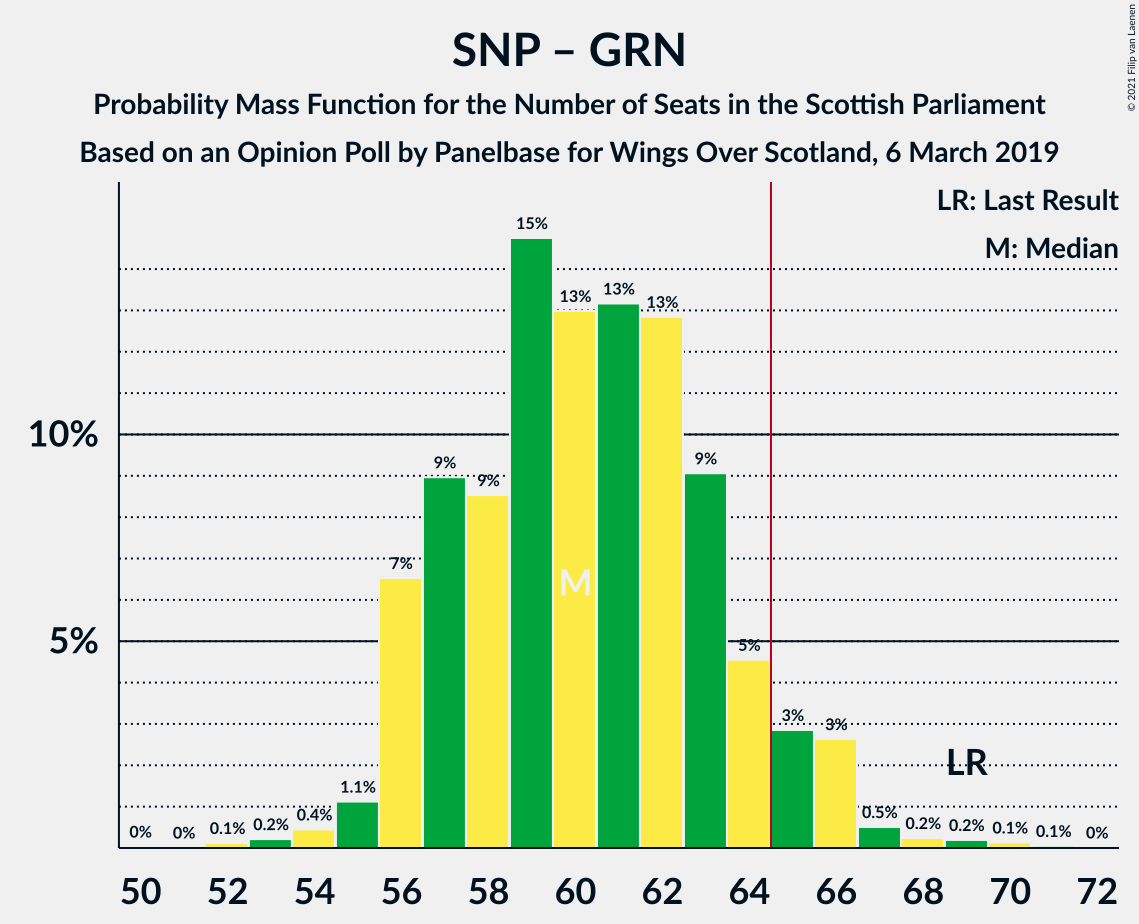 SNP – GRN
Probability Mass Function for the Number of Seats in the Scottish Parliament
Based on an Opinion Poll by Panelbase for Wings Over Scotland, 6 March 2019
© 2021 Filip van Laenen
LR: Last Result
M: Median
15%
13%
13%
13%
10%
9%
9%
9%
7%
M
5%
5%
3%
3%
LR
1.1%
0%
0%
0.1%
0.2%
0.4%
0.5%
0.2%
0.2%
0.1%
0.1%
0%
50 52 54 56 58 60 62 64 66 68 70 72